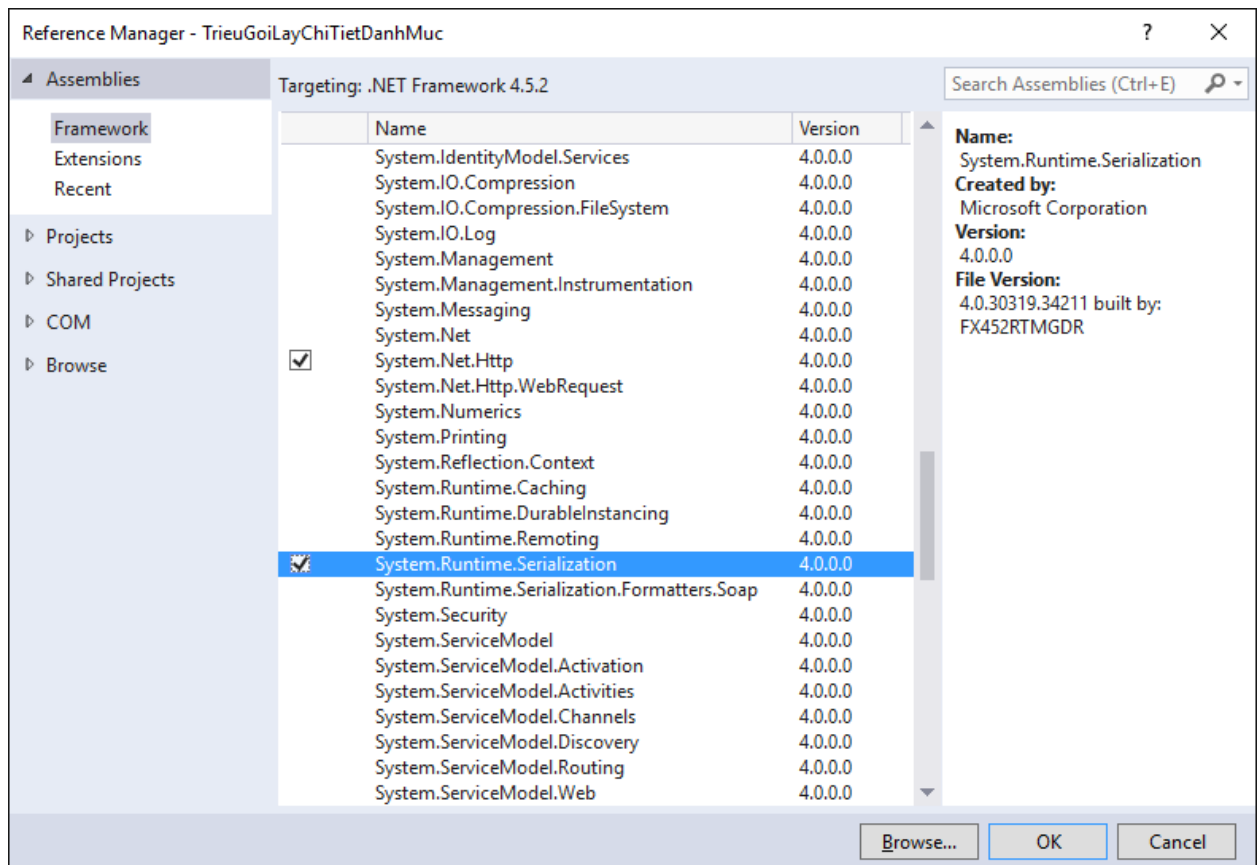 Reference Manager - TrieuGoiLayChiTietDanhMuc
?
Assemblies
Framework
Extensions
Recent
Projects
Shared Projects
COM
Browse
Targeting: .NET Framework 4.5.2
Search Assemblies (Ctrl+E)
Name Version
System.IdentityModel.Services 4.0.0.0
System.IO.Compression 4.0.0.0
System.IO.Compression.FileSystem 4.0.0.0
System.IO.Log 4.0.0.0
System.Management 4.0.0.0
System.Management.Instrumentation 4.0.0.0
System.Messaging 4.0.0.0
System.Net 4.0.0.0
System.Net.Http 4.0.0.0
System.Net.Http.WebRequest 4.0.0.0
System.Numerics 4.0.0.0
System.Printing 4.0.0.0
System.Reflection.Context 4.0.0.0
System.Runtime.Caching 4.0.0.0
System.Runtime.DurableInstancing 4.0.0.0
System.Runtime.Remoting 4.0.0.0
System.Runtime.Serialization 4.0.0.0
System.Runtime.Serialization.Formatters.Soap 4.0.0.0
System.Security 4.0.0.0
System.ServiceModel 4.0.0.0
System.ServiceModel.Activation 4.0.0.0
System.ServiceModel.Activities 4.0.0.0
System.ServiceModel.Channels 4.0.0.0
System.ServiceModel.Discovery 4.0.0.0
System.ServiceModel.Routing 4.0.0.0
System.ServiceModel.Web 4.0.0.0
Name:
System.Runtime.Serialization
Created by:
Microsoft Corporation
Version:
4.0.0.0
File Version:
4.0.30319.34211 built by:
FX452RTMGDR
Browse...
OK
Cancel